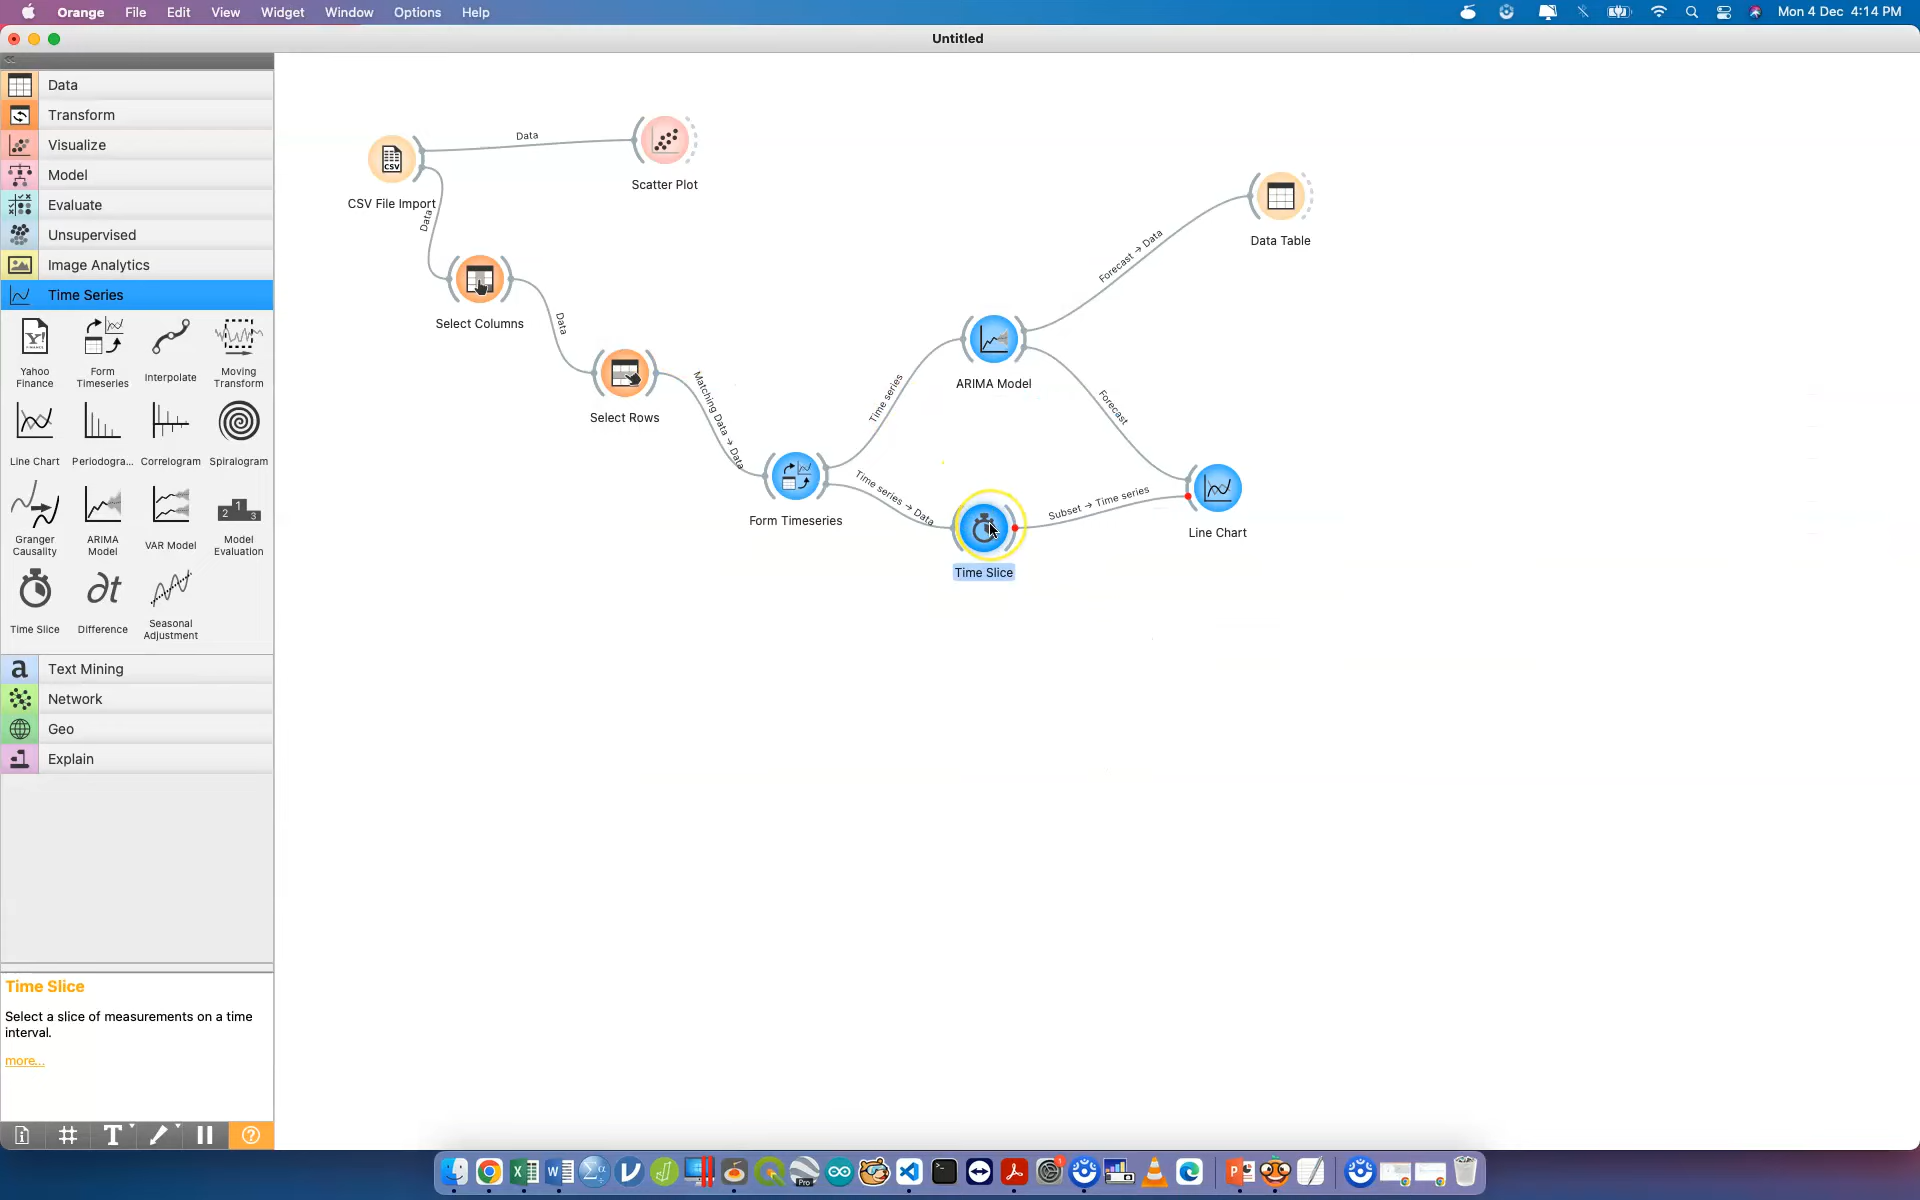 Orange File Edit View Widget Window Options Help
Mon 4 Dec 4:14 PM
Untitled
Data
Transform
Visualize
Model
Evaluate
Unsupervised
Image Analytics
Time Series
Yahoo Finance
Form Timeseries
Interpolate
Moving Transform
Line Chart
Periodogra...
Correlogram
Spiralogram
Granger Causality
ARIMA Model
VAR Model
Model Evaluation
Time Slice
Difference
Seasonal Adjustment
Text Mining
Network
Geo
Explain
Time Slice
Select a slice of measurements on a time
interval.
more...
CSV File Import
Data
Scatter Plot
Data
Select Columns
Data
Select Rows
Matching Data → Data
Form Timeseries
Time series
Time series → Data
ARIMA Model
Forecast → Data
Data Table
Forecast
Time Slice
Subset → Time series
Line Chart